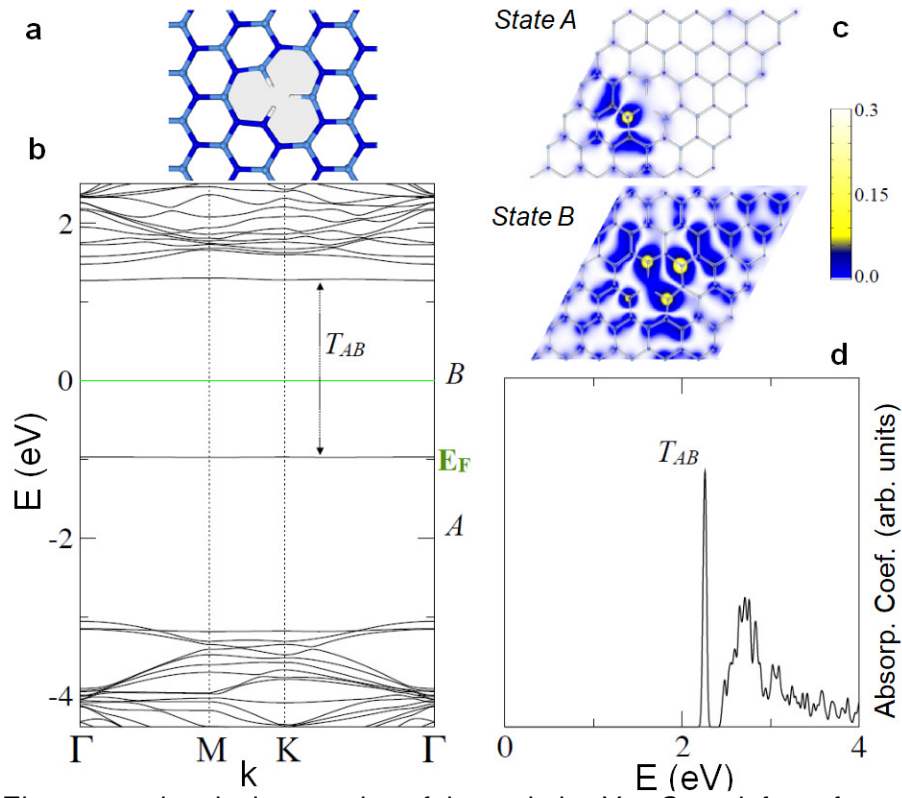 a
State A
c
0.3
0.15
0.0
b
State B
d
2
0
-2
-4
E (eV)
T_AB
B
E_F
A
Γ
M
K
Γ
k
T_AB
0
2
4
E (eV)
Absorp. Coef. (arb. units)